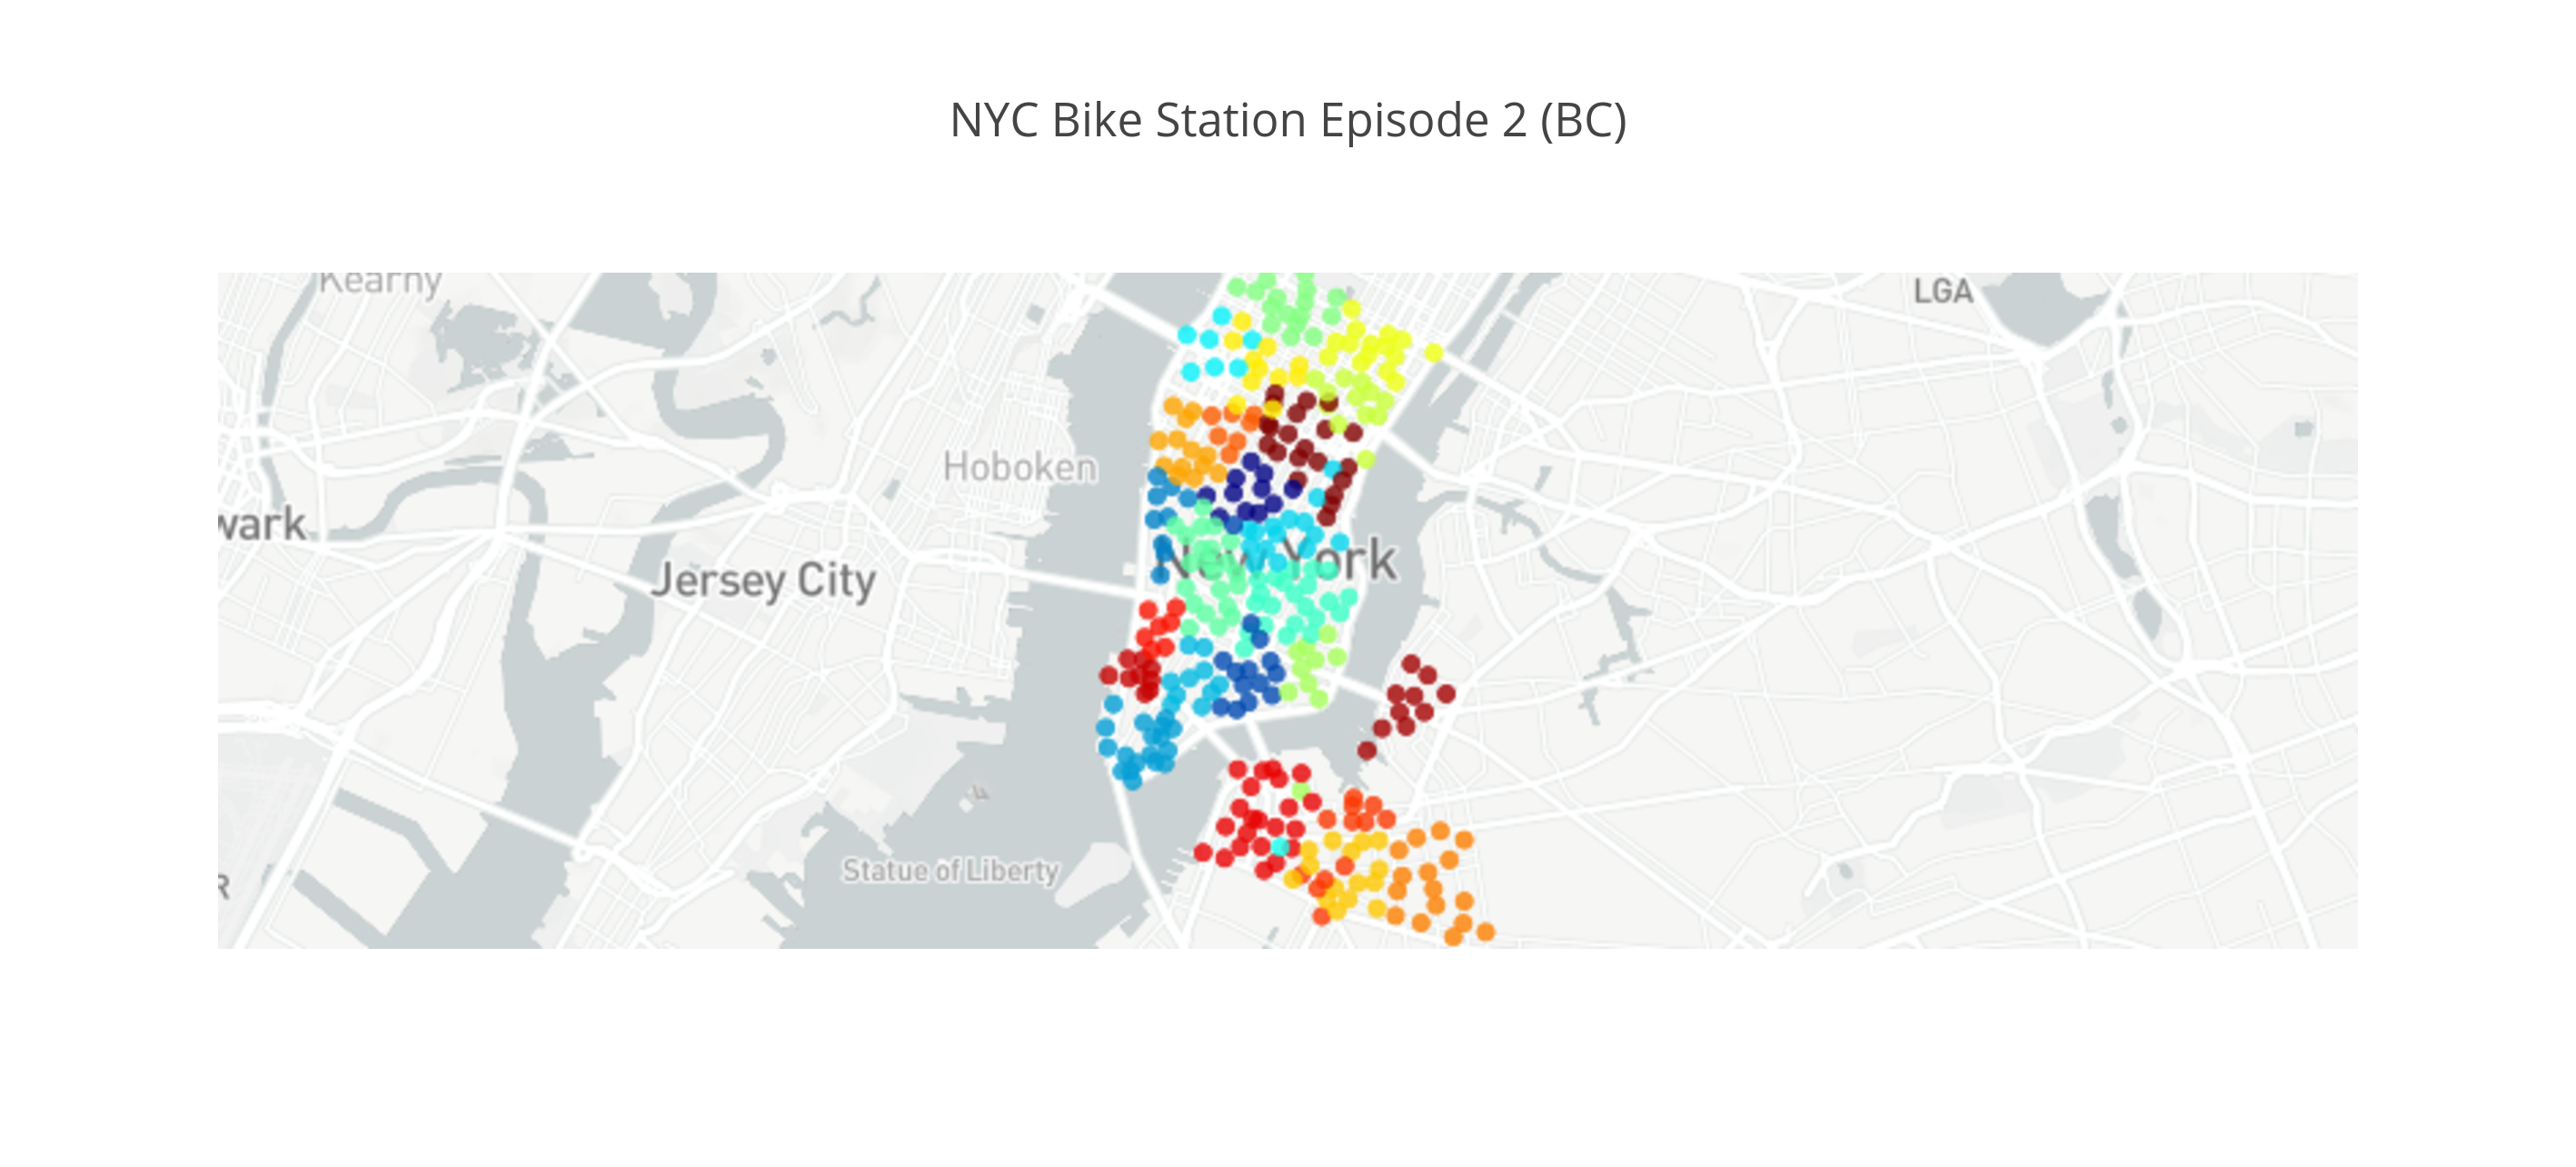 NYC Bike Station Episode 2 (BC)
Kearny
LGA
Hoboken
wark
New York
Jersey City
Statue of Liberty
R